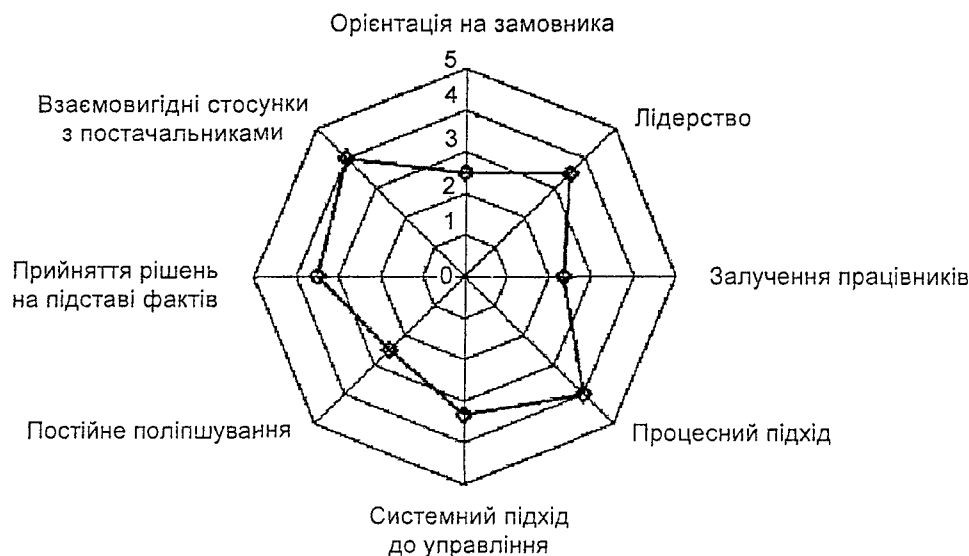 Орієнтація на замовника
5
4
3
2
1
0
Взаємовигідні стосунки
з постачальниками
Лідерство
Прийняття рішень
на підставі фактів
Залучення працівників
Постійне поліпшування
Процесний підхід
Системний підхід
до управління